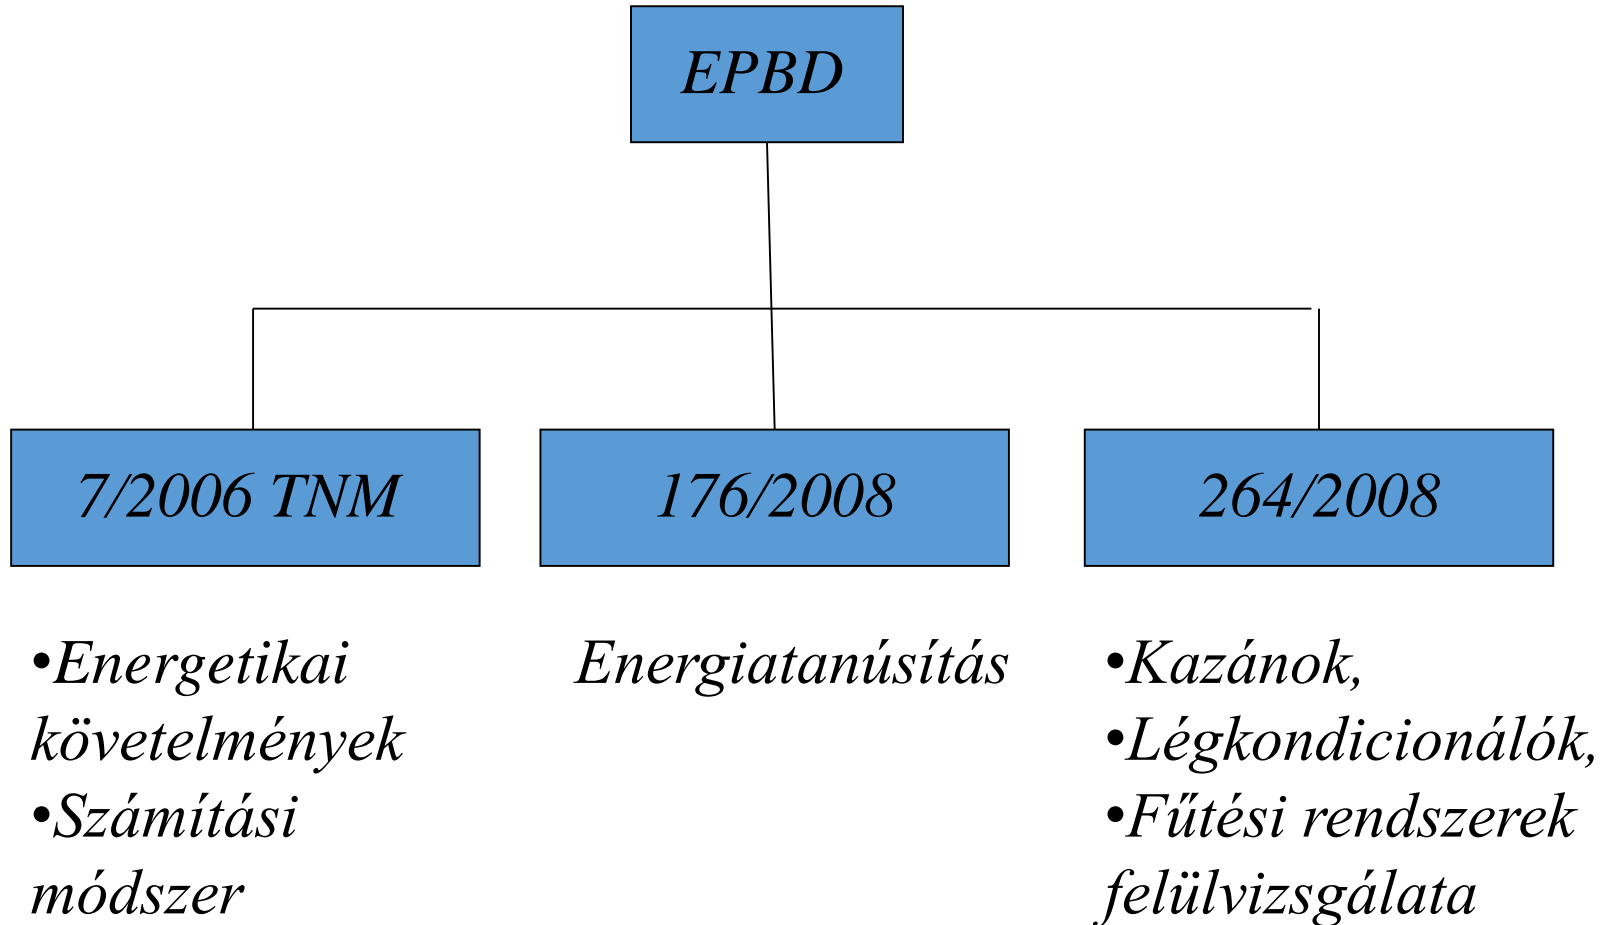 EPBD
7/2006 TNM
176/2008
264/2008
•Energetikai
követelmények
•Számítási
módszer
Energiatanúsítás
•Kazánok,
•Légkondicionálók,
•Fűtési rendszerek
felülvizsgálata